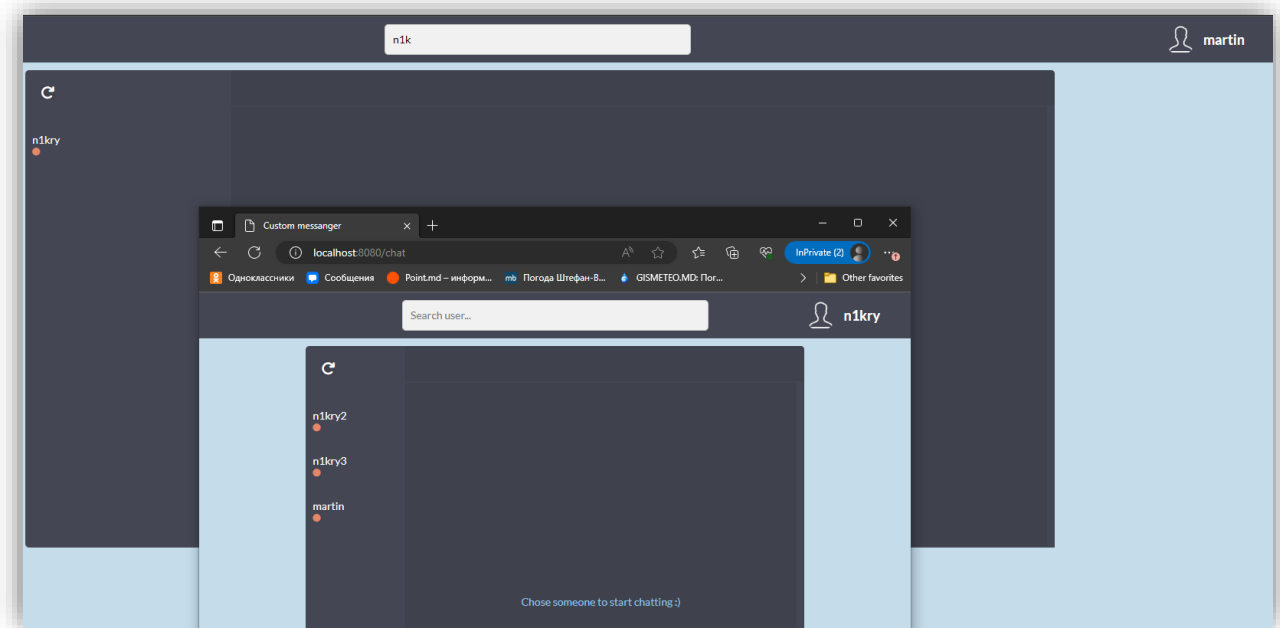 n1k
martin
n1kry
Custom messanger
localhost:8080/chat
InPrivate (2)
Одноклассники Сообщения Point.md – информ... mb Погода Штефан-В... GISMETEO.MD: Пог... Other favorites
Search user...
n1kry
n1kry2
n1kry3
martin
Chose someone to start chatting :)